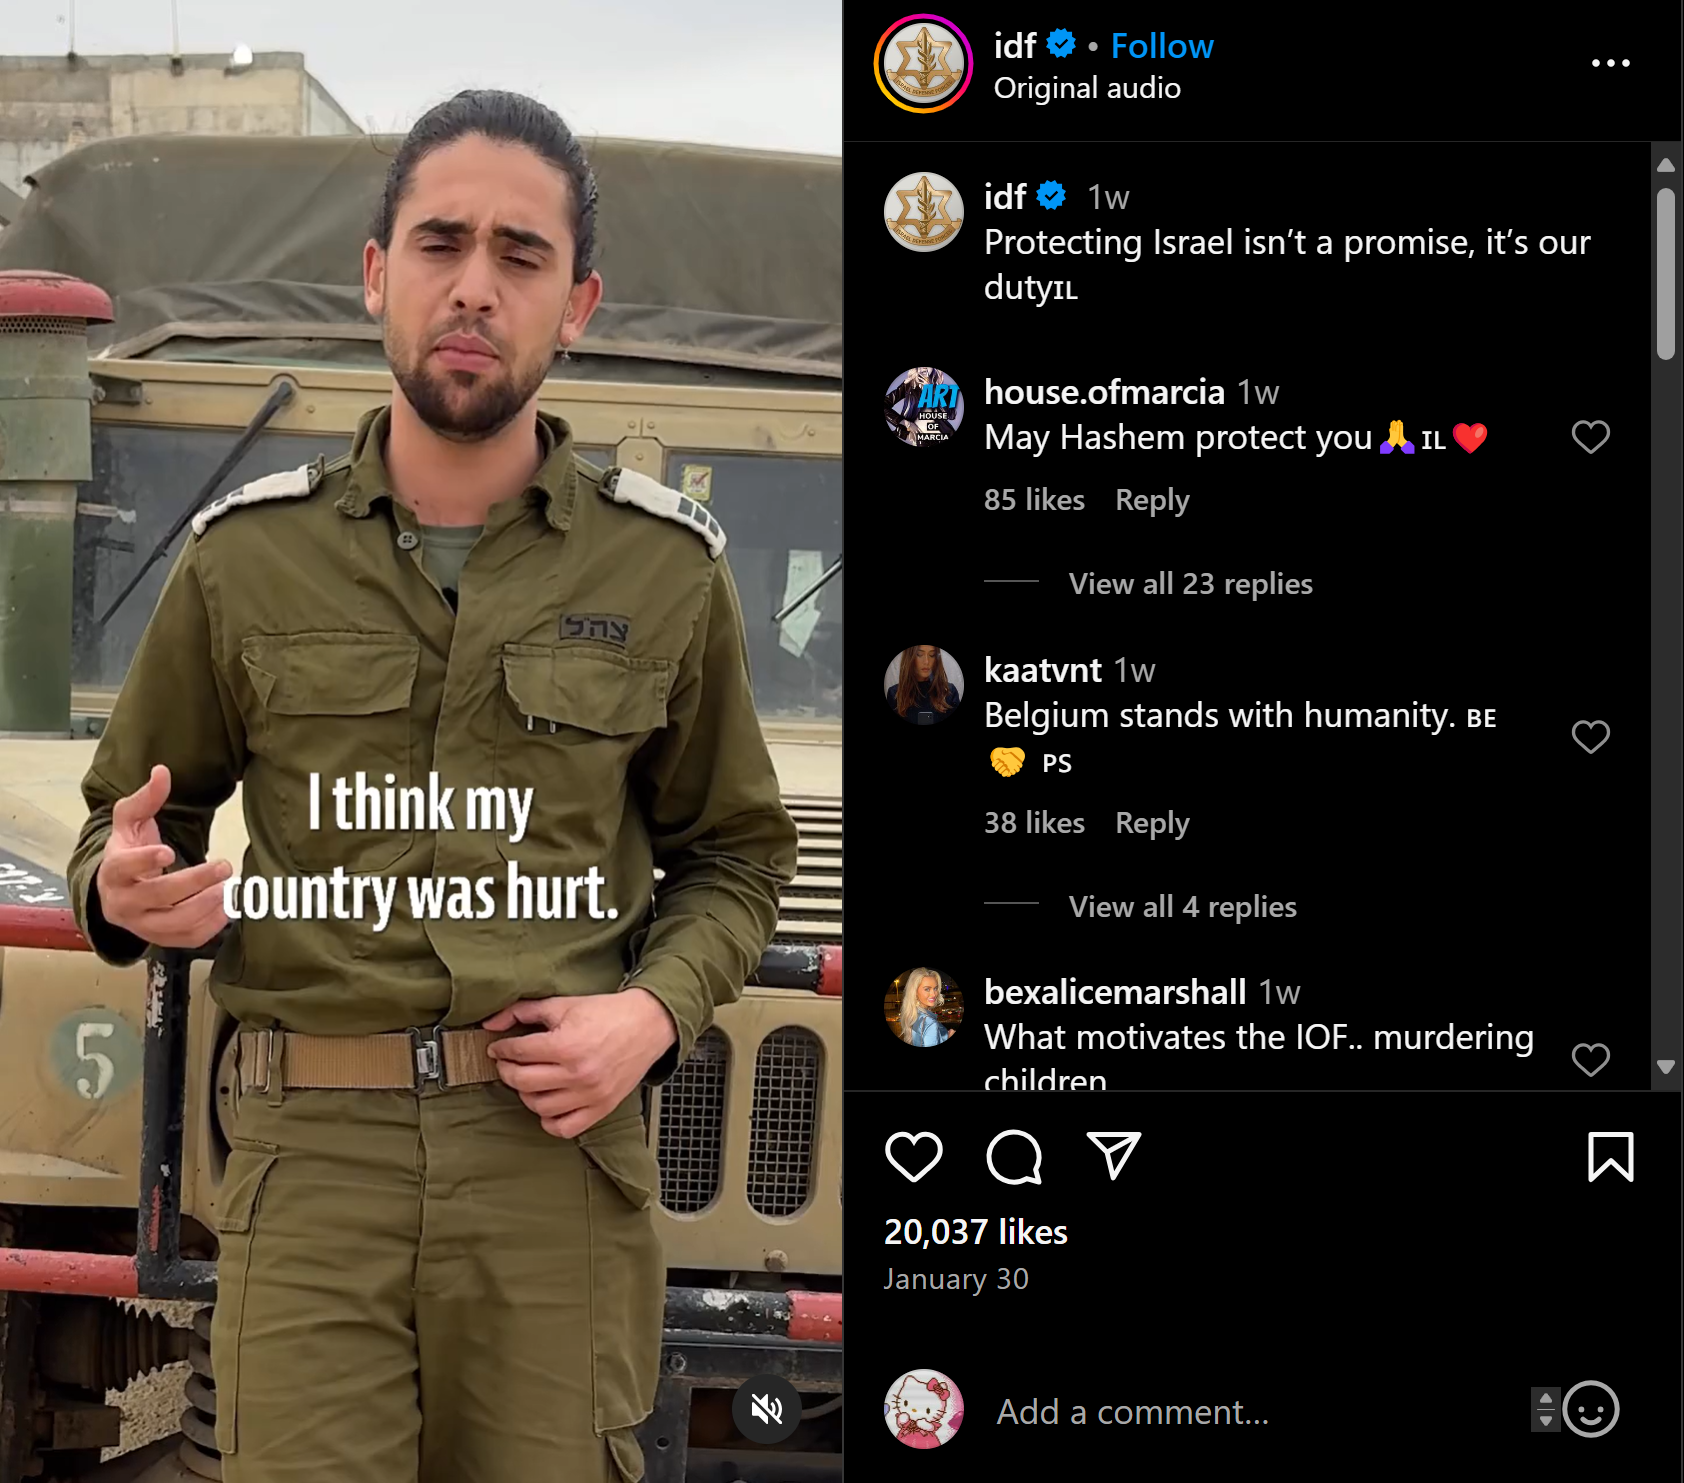 idf • Follow
Original audio
idf 1w
Protecting Israel isn’t a promise, it’s our
dutyIL
ART
HOUSE
OF
MARCIA
house.ofmarcia 1w
May Hashem protect you🙏 IL❤️
85 likes Reply
View all 23 replies
kaatvnt 1w
Belgium stands with humanity. BE
🤝 PS
38 likes Reply
View all 4 replies
bexalicemarshall 1w
What motivates the IOF.. murdering
children
20,037 likes
January 30
Add a comment...
צה"ל
I think my
country was hurt.
5